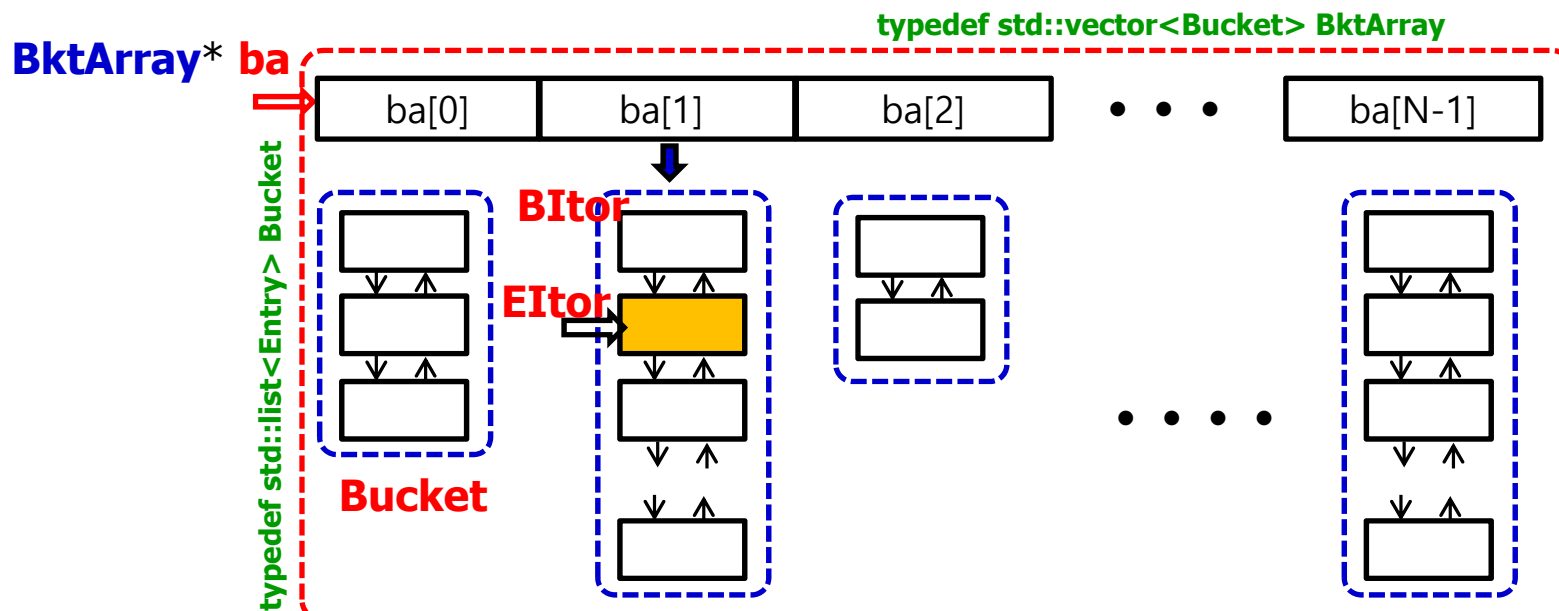 typedef std::vector<Bucket> BktArray
BktArray* ba
ba[0] ba[1] ba[2] • • • ba[N-1]
typedef std::list<Entry> Bucket
BItor
EItor
• • • •
Bucket